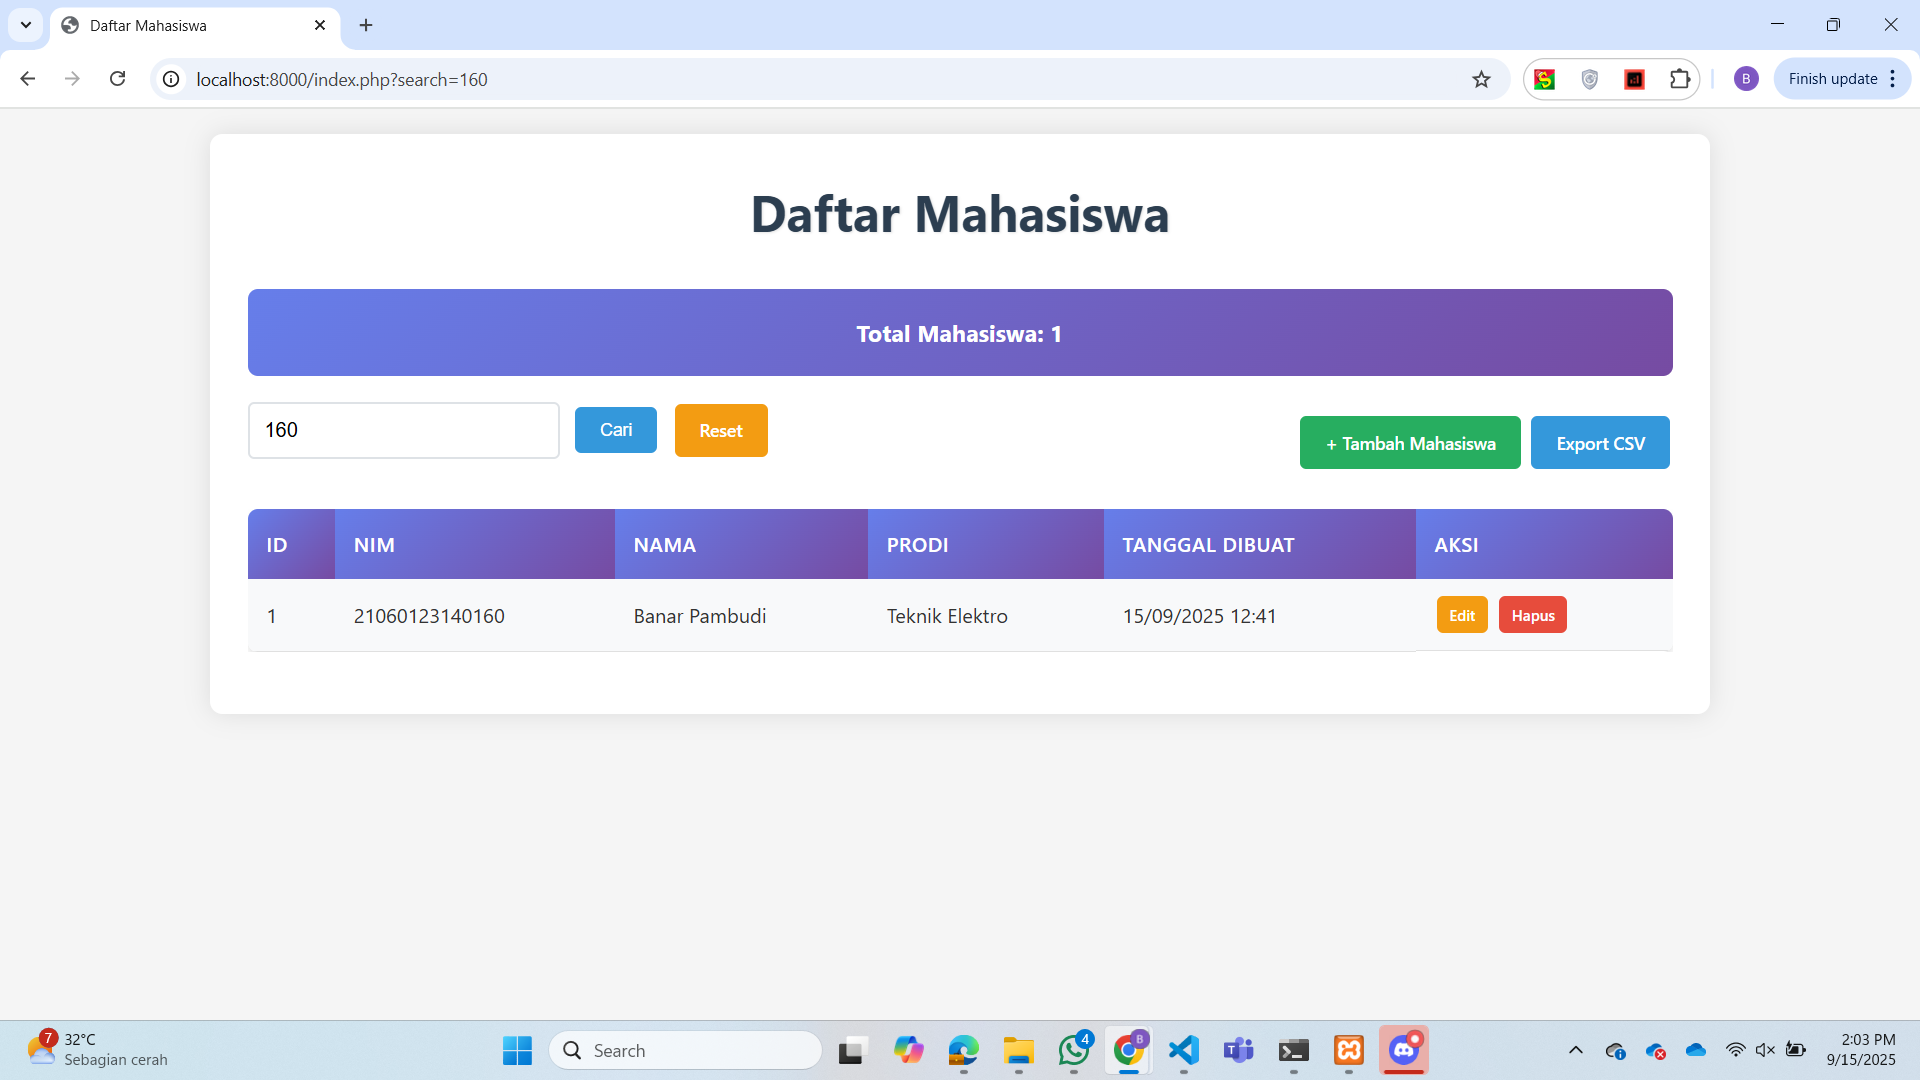 Daftar Mahasiswa
localhost:8000/index.php?search=160
B
Finish update
Daftar Mahasiswa
Total Mahasiswa: 1
160
Cari
Reset
+ Tambah Mahasiswa
Export CSV
ID NIM NAMA PRODI TANGGAL DIBUAT AKSI
1 21060123140160 Banar Pambudi Teknik Elektro 15/09/2025 12:41 Edit Hapus
7
32°C
Sebagian cerah
Search
4
B
2:03 PM
9/15/2025